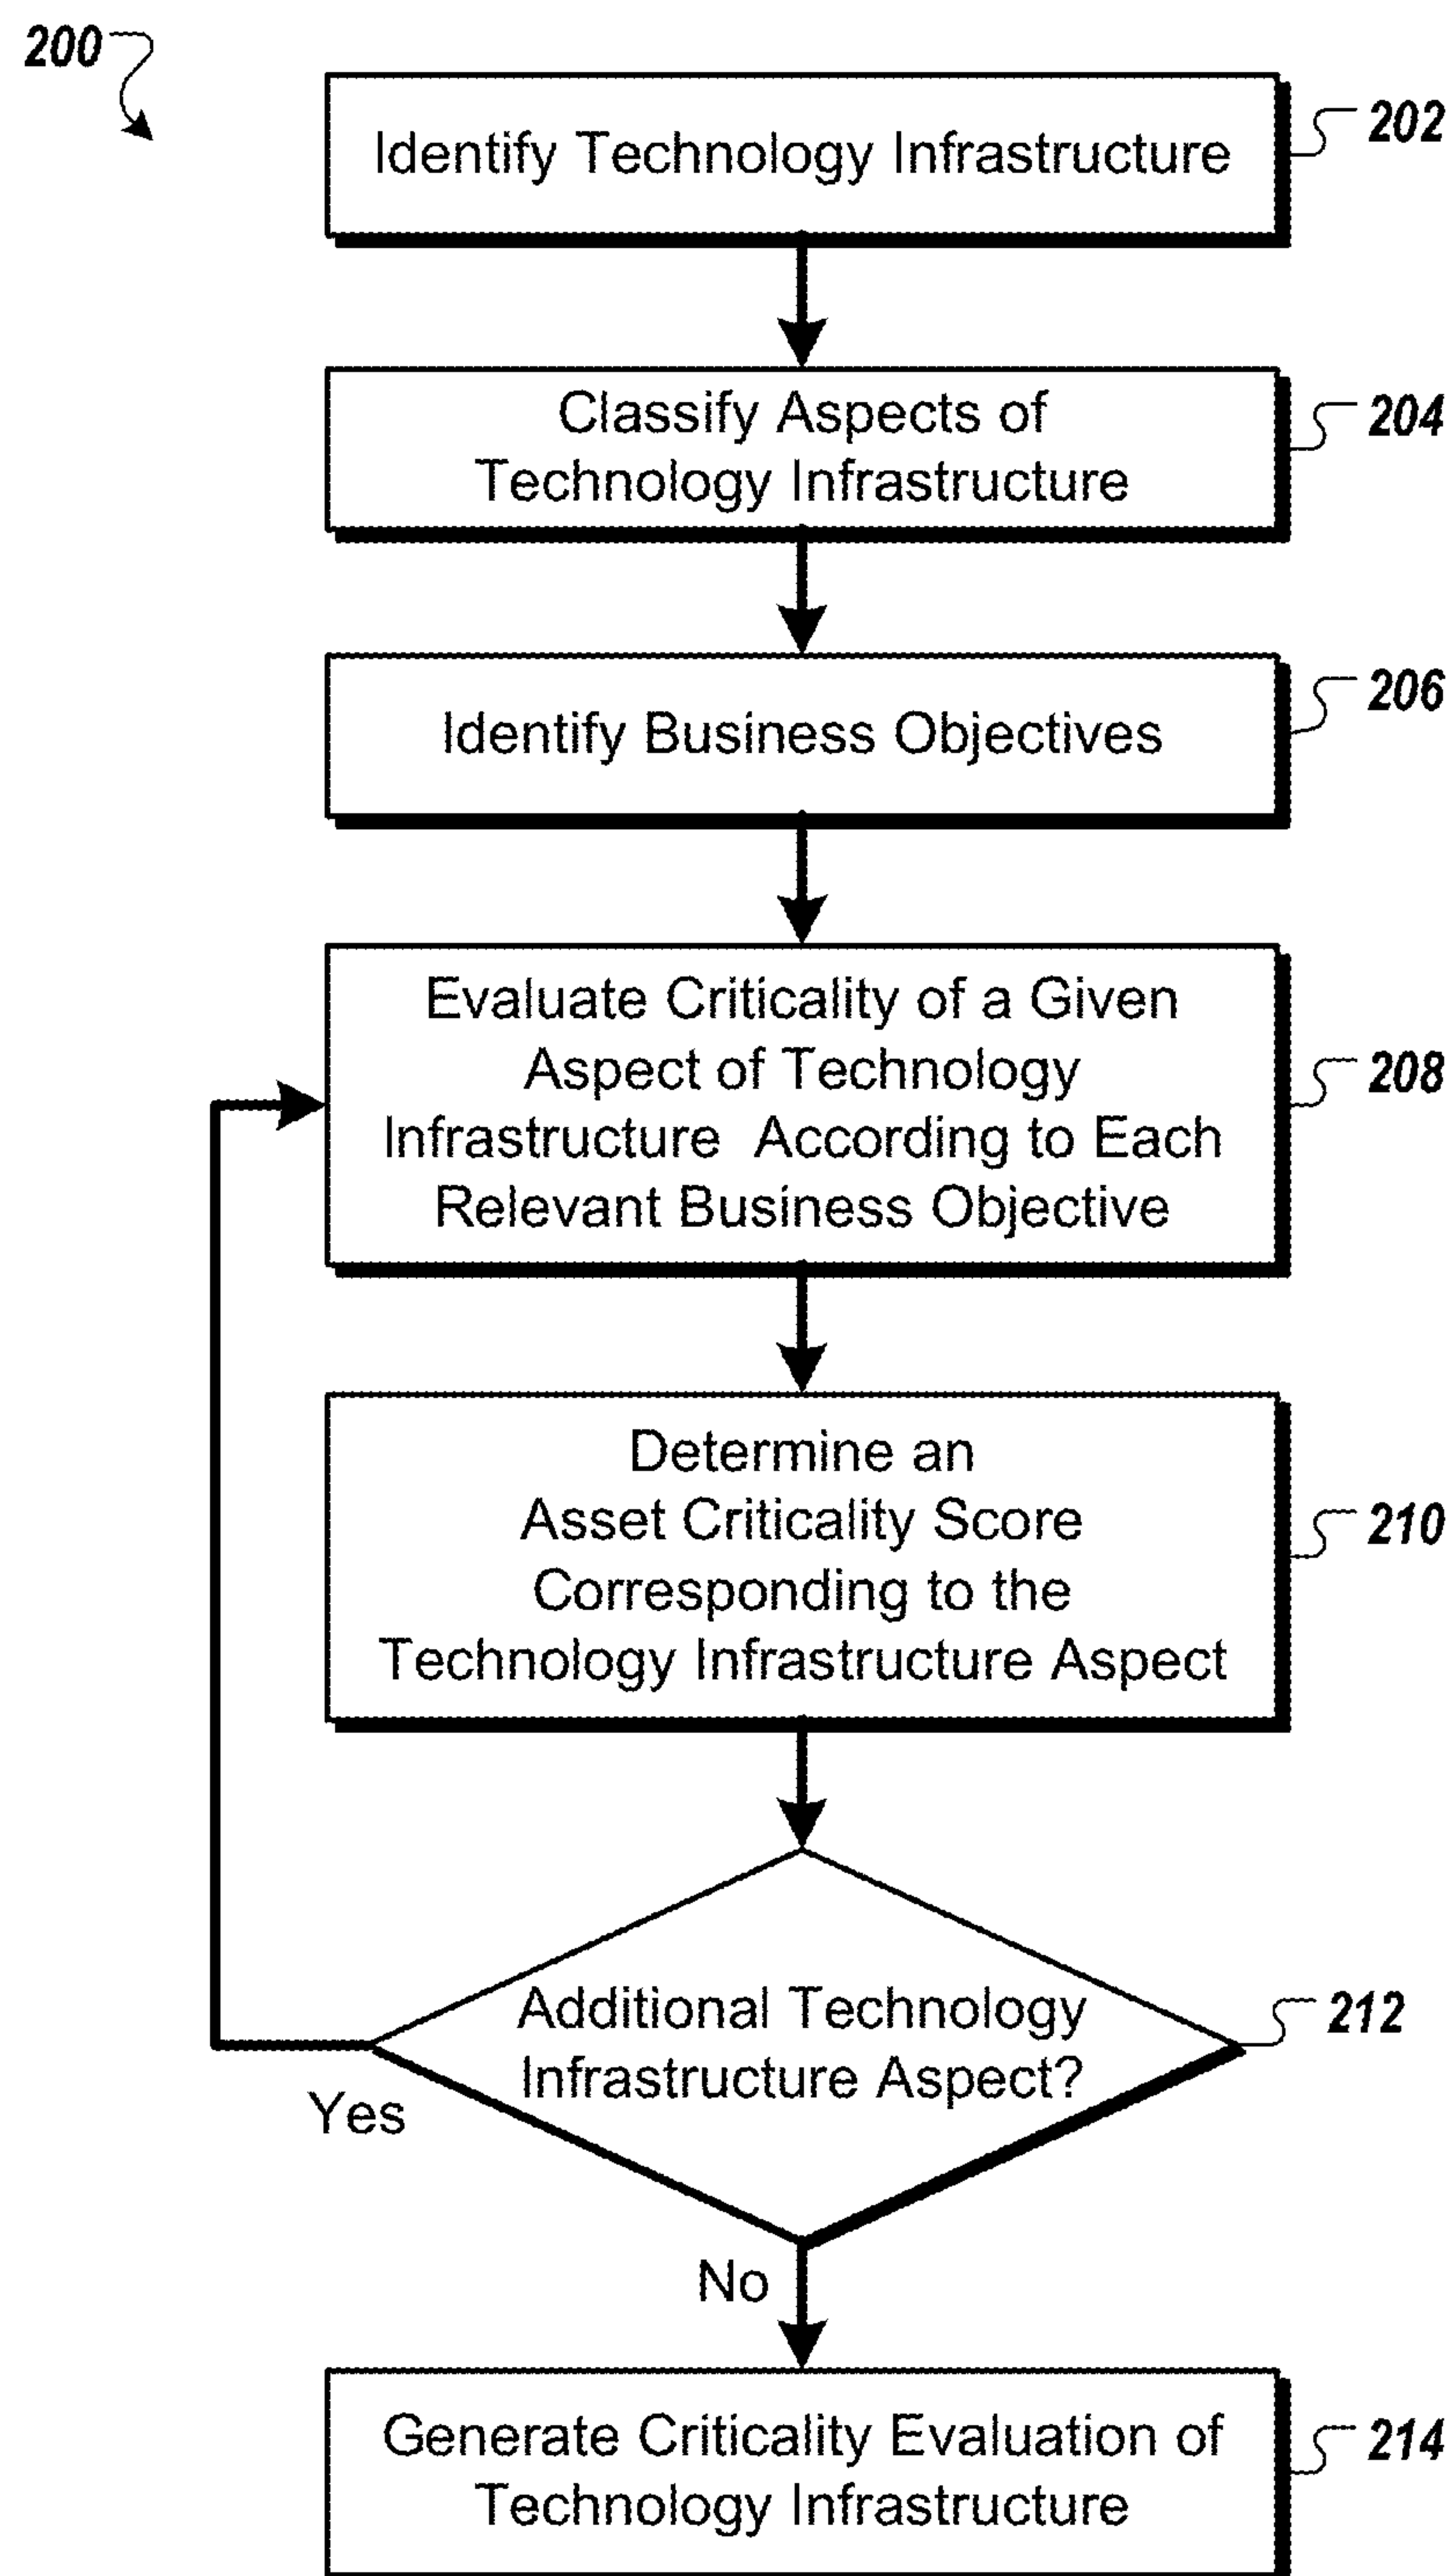 200
Identify Technology Infrastructure
202
Classify Aspects of
Technology Infrastructure
204
Identify Business Objectives
206
Evaluate Criticality of a Given
Aspect of Technology
Infrastructure According to Each
Relevant Business Objective
208
Determine an
Asset Criticality Score
Corresponding to the
Technology Infrastructure Aspect
210
Additional Technology
Infrastructure Aspect?
212
Yes
No
Generate Criticality Evaluation of
Technology Infrastructure
214